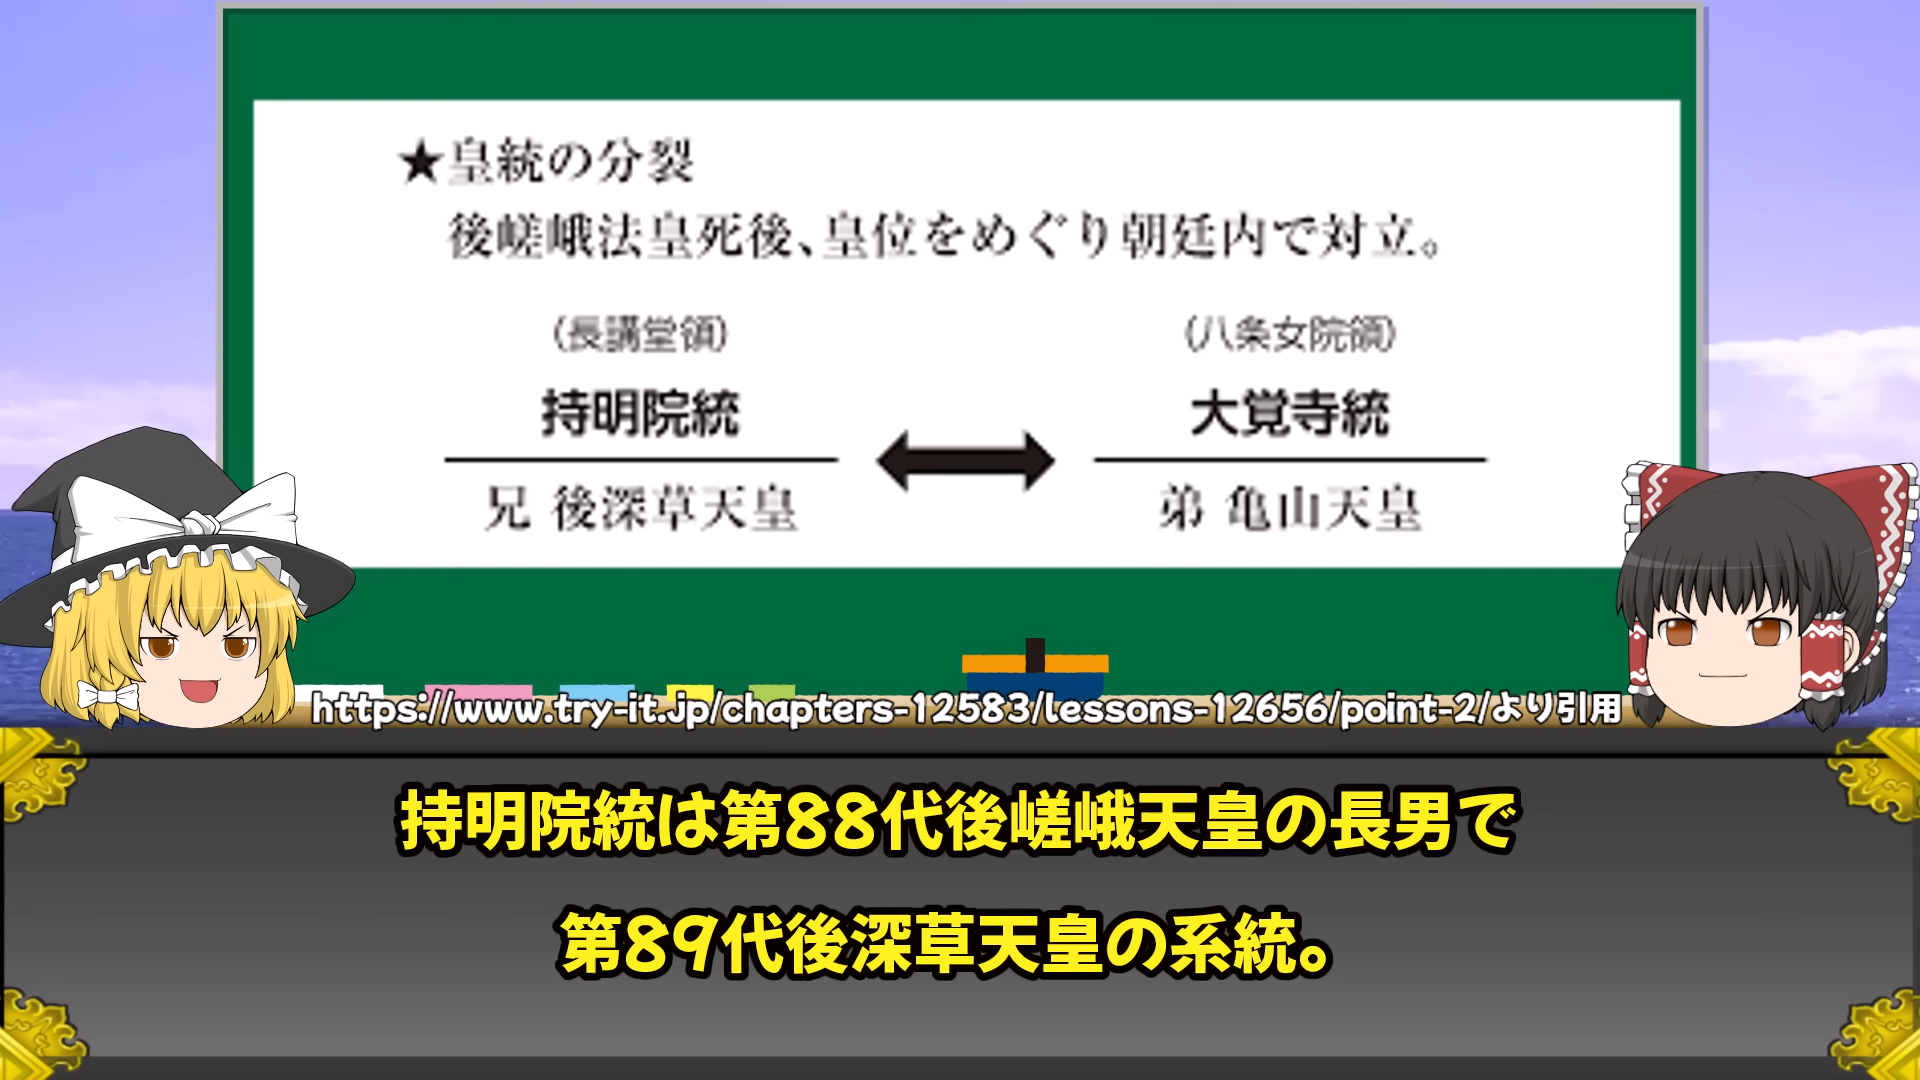 ★皇統の分裂
後嵯峨法皇死後、皇位をめぐり朝廷内で対立。
（長講堂領）
持明院統
兄 後深草天皇
（八条女院領）
大覚寺統
弟 亀山天皇
https://www.try-it.jp/chapters-12583/lessons-12656/point-2/より引用
持明院統は第88代後嵯峨天皇の長男で
第89代後深草天皇の系統。